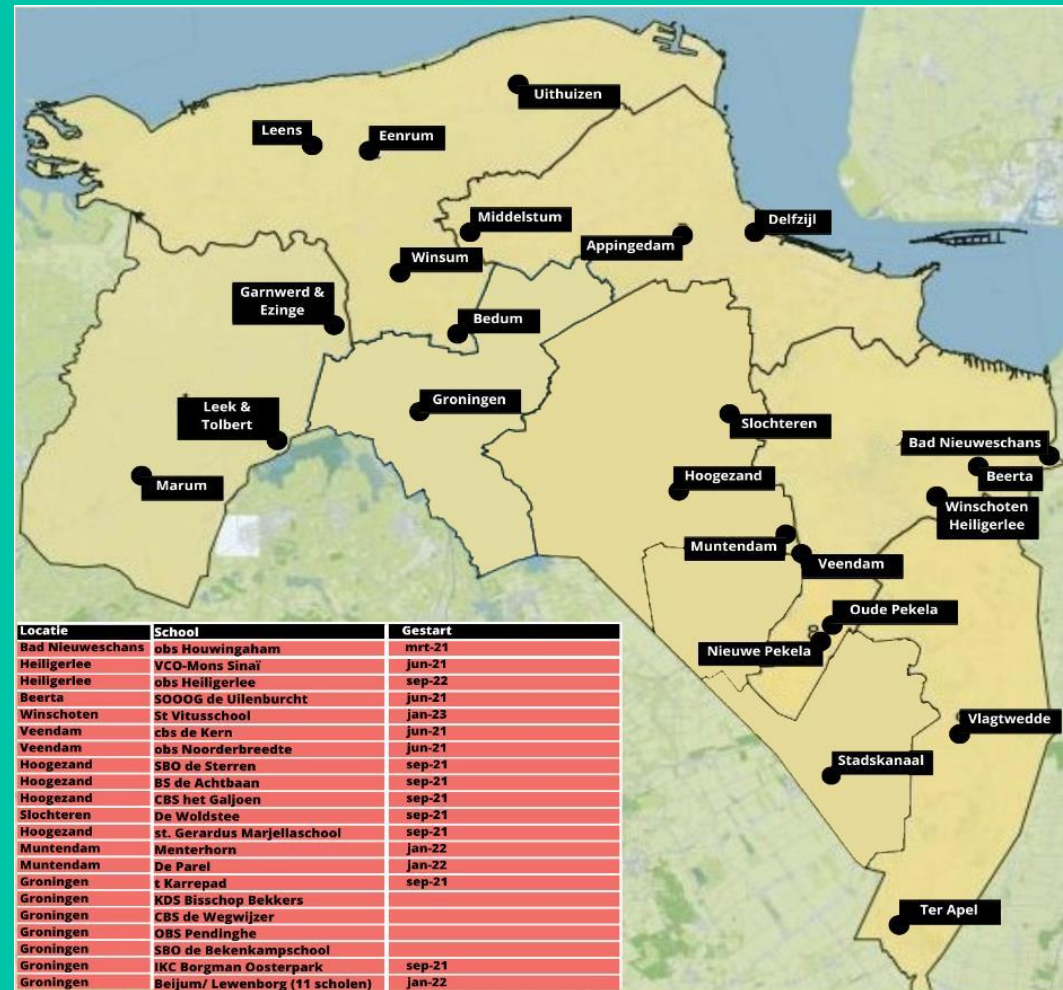 Uithuizen
Leens
Eenrum
Middelstum
Delfzijl
Appingedam
Winsum
Garnwerd &
Ezinge
Bedum
Groningen
Leek &
Tolbert
Slochteren
Bad Nieuweschans
Beerta
Marum
Hoogezand
Winschoten
Heiligerlee
Muntendam
Veendam
Oude Pekela
Nieuwe Pekela
Vlagtwedde
Stadskanaal
Ter Apel
Locatie School Gestart
Bad Nieuweschans obs Houwingaham mrt-21
Heiligerlee VCO-Mons Sinaï jun-21
Heiligerlee obs Heiligerlee sep-22
Beerta SOOOG de Uilenburcht jun-21
Winschoten St Vitusschool jan-23
Veendam cbs de Kern jun-21
Veendam obs Noorderbreedte jun-21
Hoogezand SBO de Sterren sep-21
Hoogezand BS de Achtbaan sep-21
Hoogezand CBS het Galjoen sep-21
Slochteren De Woldstee sep-21
Hoogezand st. Gerardus Marjellaschool sep-21
Muntendam Menterhorn jan-22
Muntendam De Parel jan-22
Groningen t Karrepad sep-21
Groningen KDS Bisschop Bekkers
Groningen CBS de Wegwijzer
Groningen OBS Pendinghe
Groningen SBO de Bekenkampschool
Groningen IKC Borgman Oosterpark sep-21
Groningen Beijum/ Lewenborg (11 scholen) jan-22